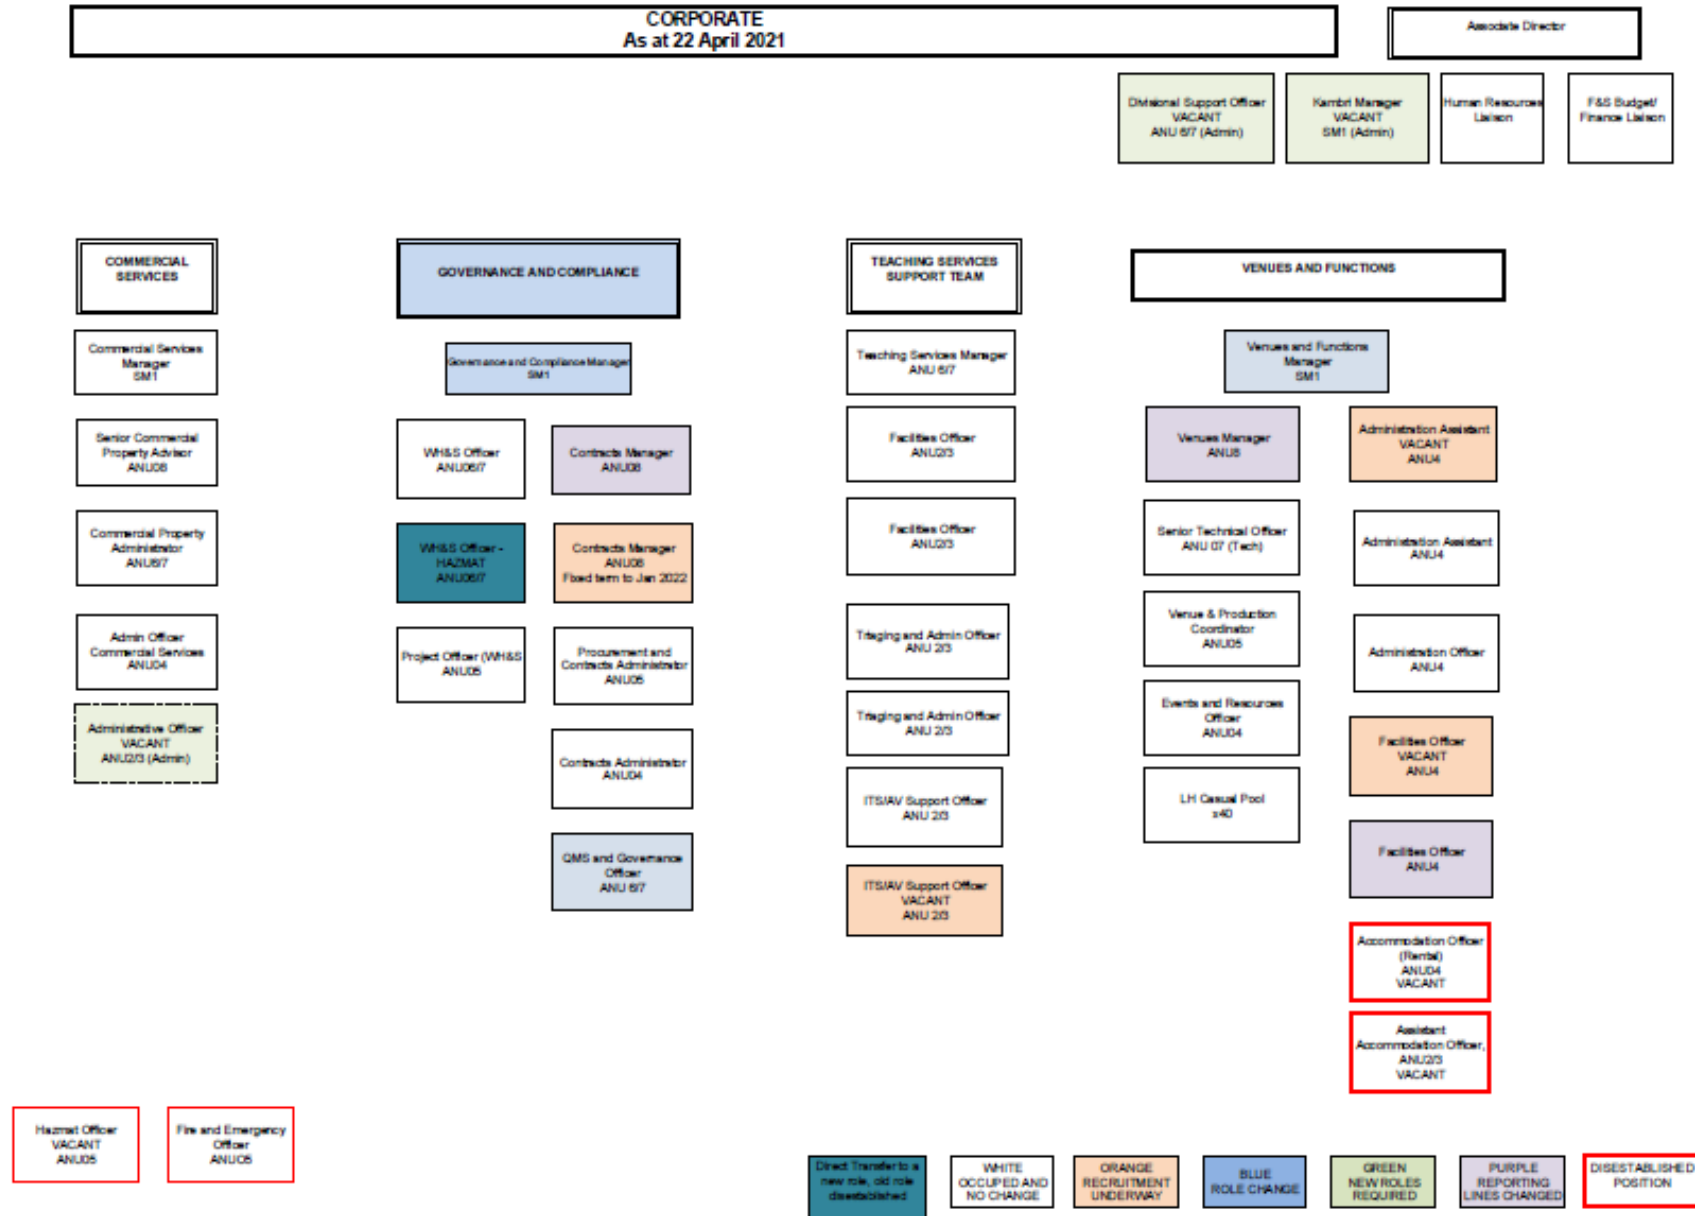 CORPORATE
As at 22 April 2021
Associate Director
Divisional Support Officer
VACANT
ANU 6/7 (Admin)
Kambri Manager
VACANT
SM1 (Admin)
Human Resources
Liaison
F&S Budget/
Finance Liaison
COMMERCIAL
SERVICES
Commercial Services
Manager
SM1
Senior Commercial
Property Advisor
ANU08
Commercial Property
Administrator
ANU6/7
Admin Officer
Commercial Services
ANU04
Administrative Officer
VACANT
ANU2/3 (Admin)
GOVERNANCE AND COMPLIANCE
Governance and Compliance Manager
SM1
WH&S Officer
ANU06/7
WH&S Officer -
HAZMAT
ANU06/7
Project Officer (WH&S
ANU05
Contracts Manager
ANU08
Contracts Manager
ANU08
Fixed term to Jan 2022
Procurement and
Contracts Administrator
ANU05
Contracts Administrator
ANU04
QMS and Governance
Officer
ANU 6/7
TEACHING SERVICES
SUPPORT TEAM
Teaching Services Manager
ANU 6/7
Facilities Officer
ANU2/3
Facilities Officer
ANU2/3
Triaging and Admin Officer
ANU 2/3
Triaging and Admin Officer
ANU 2/3
ITS/AV Support Officer
ANU 2/3
ITS/AV Support Officer
VACANT
ANU 2/3
VENUES AND FUNCTIONS
Venues and Functions
Manager
SM1
Venues Manager
ANU8
Senior Technical Officer
ANU 07 (Tech)
Venue & Production
Coordinator
ANU05
Events and Resources
Officer
ANU04
LH Casual Pool
x40
Administration Assistant
VACANT
ANU4
Administration Assistant
ANU4
Administration Officer
ANU4
Facilities Officer
VACANT
ANU4
Facilities Officer
ANU4
Accommodation Officer
(Rental)
ANU04
VACANT
Assistant
Accommodation Officer,
ANU2/3
VACANT
Hazmat Officer
VACANT
ANU05
Fire and Emergency
Officer
ANU05
Direct Transfer to a
new role, old role
disestablished
WHITE
OCCUPED AND
NO CHANGE
ORANGE
RECRUITMENT
UNDERWAY
BLUE
ROLE CHANGE
GREEN
NEW ROLES
REQUIRED
PURPLE
REPORTING
LINES CHANGED
DISESTABLISHED
POSITION